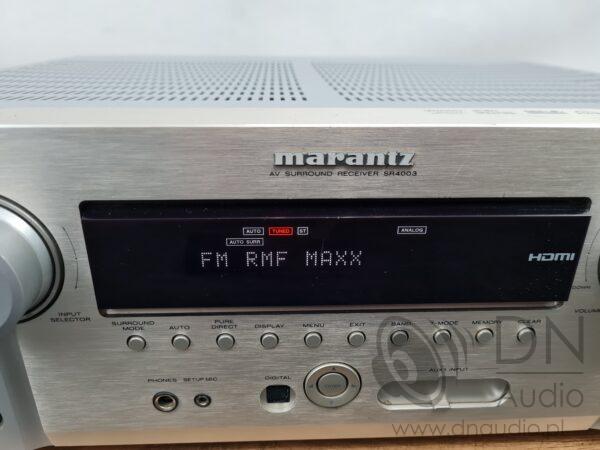 marantz
AV SURROUND RECEIVER SR4003
AUTO TUNED ST ANALOG
AUTO SURR
FM RMF MAXX
HDMI
DOWN
INPUT SELECTOR
VOLUME
SURROUND MODE
AUTO
PURE DIRECT
DISPLAY
MENU
EXIT
BAND
T-MODE
MEMORY
CLEAR
PHONES
SETUP MIC
DIGITAL
AUX1 INPUT
ENTER
DN
Audio
www.dnaudio.pl